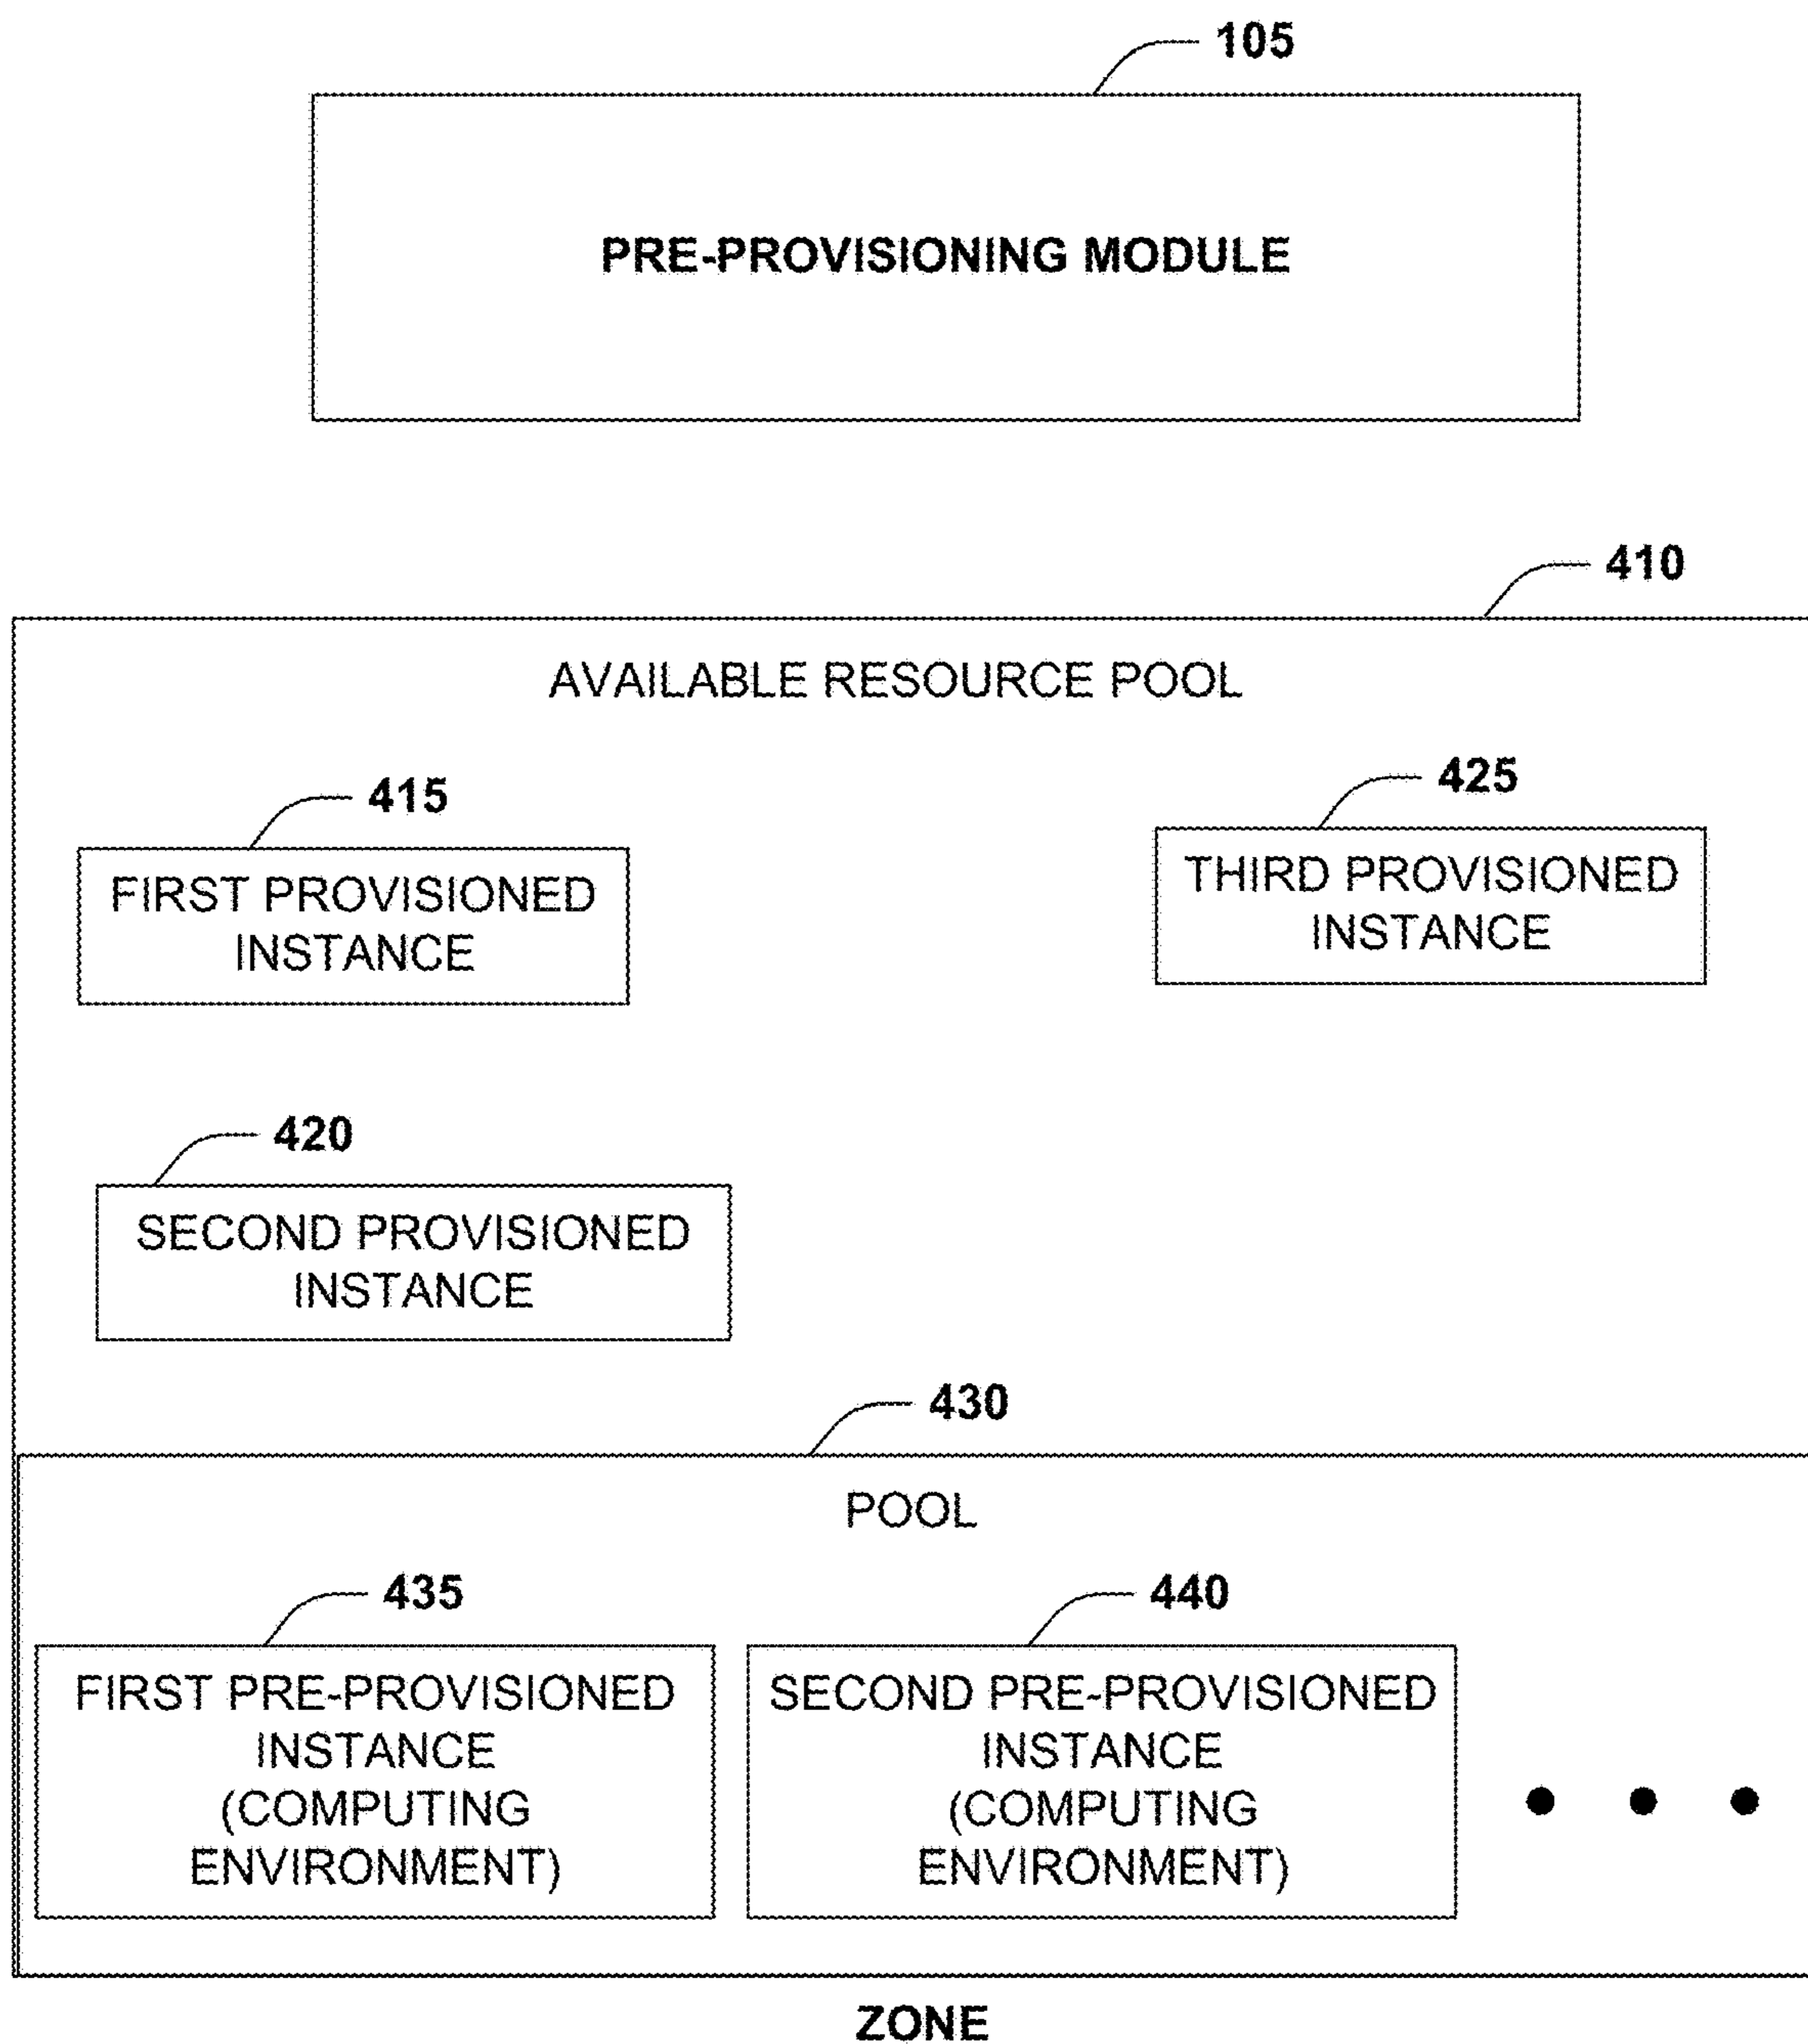 105
PRE-PROVISIONING MODULE
410
AVAILABLE RESOURCE POOL
415
FIRST PROVISIONED
INSTANCE
425
THIRD PROVISIONED
INSTANCE
420
SECOND PROVISIONED
INSTANCE
430
POOL
435
FIRST PRE-PROVISIONED
INSTANCE
(COMPUTING
ENVIRONMENT)
440
SECOND PRE-PROVISIONED
INSTANCE
(COMPUTING
ENVIRONMENT)
ZONE